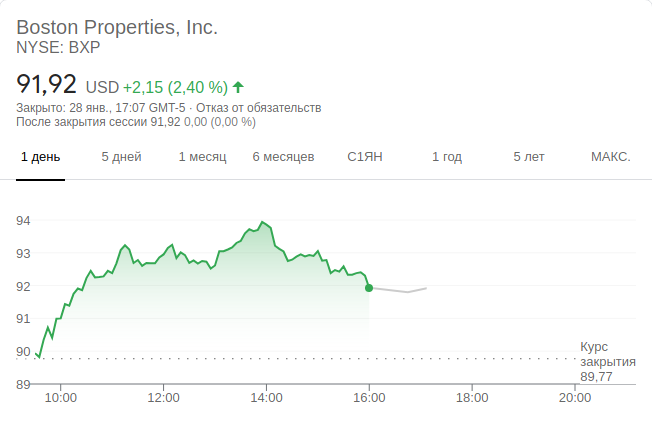 Boston Properties, Inc.
NYSE: BXP
91,92 USD +2,15 (2,40 %)
Закрыто: 28 янв., 17:07 GMT-5 · Отказ от обязательств
После закрытия сессии 91,92 0,00 (0,00 %)
1 день 5 дней 1 месяц 6 месяцев С1ЯН 1 год 5 лет МАКС.
94
93
92
91
90
Курс
закрытия
89,77
89
10:00 12:00 14:00 16:00 18:00 20:00